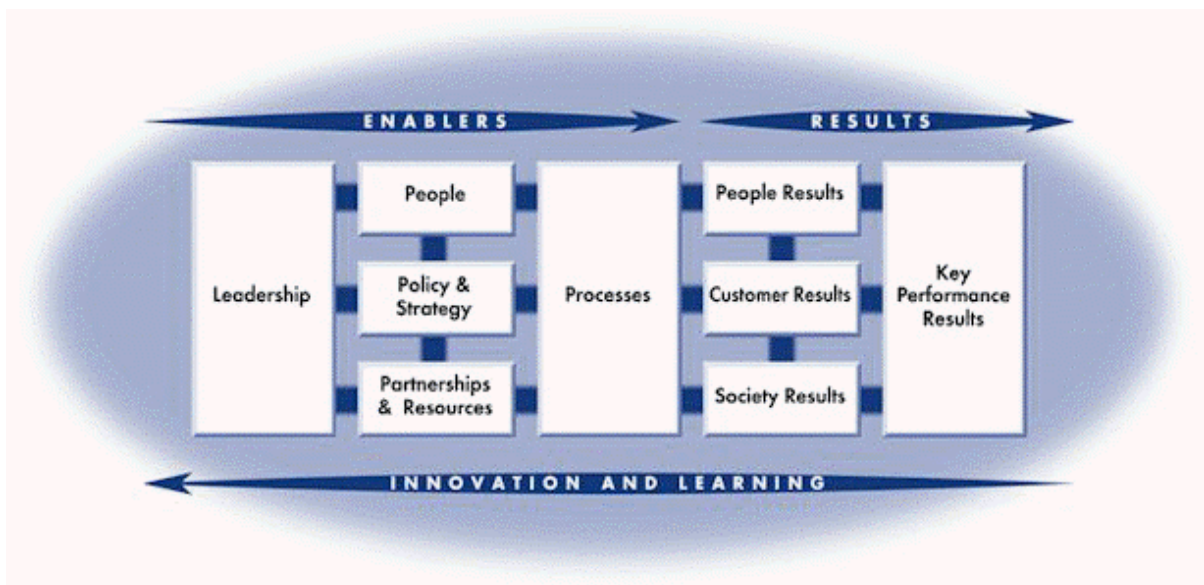 ENABLERS
RESULTS
Leadership
People
Policy &
Strategy
Partnerships
& Resources
Processes
People Results
Customer Results
Society Results
Key
Performance
Results
INNOVATION AND LEARNING